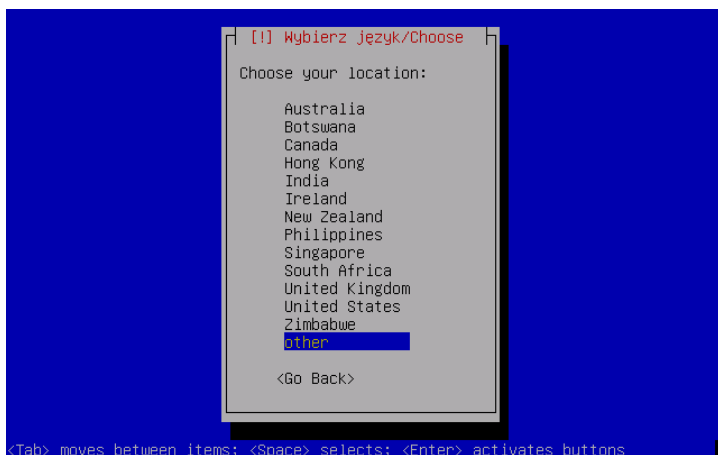 [!] Wybierz język/Choose
Choose your location:
Australia
Botswana
Canada
Hong Kong
India
Ireland
New Zealand
Philippines
Singapore
South Africa
United Kingdom
United States
Zimbabwe
other
<Go Back>
<Tab> moves between items; <Space> selects; <Enter> activates buttons